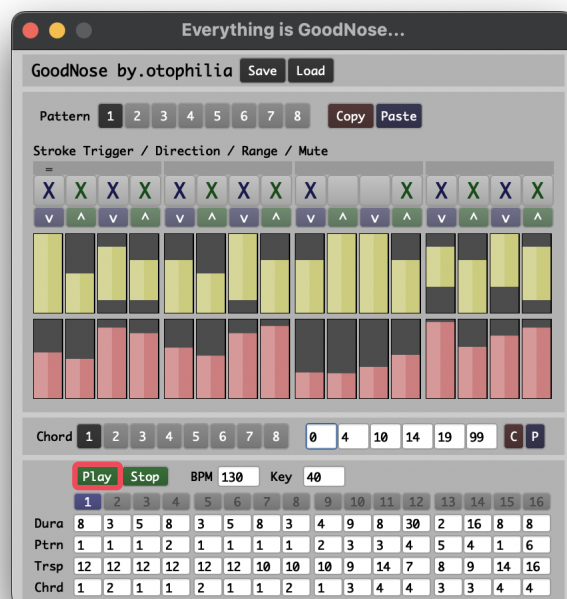 Everything is GoodNose...
GoodNose by.otophilia Save Load
Pattern 1 2 3 4 5 6 7 8 Copy Paste
Stroke Trigger / Direction / Range / Mute
=
X X X X X X X X X X X X X X
v ^ v ^ v ^ v ^ v ^ v ^ v ^ v ^
Chord 1 2 3 4 5 6 7 8 0 4 10 14 19 99 C P
Play Stop BPM 130 Key 40
1 2 3 4 5 6 7 8 9 10 11 12 13 14 15 16
Dura 8 3 5 8 3 5 8 3 4 9 8 30 2 16 8 8
Ptrn 1 1 1 2 1 1 1 1 2 3 3 4 5 4 1 6
Trsp 12 12 12 12 12 12 10 10 10 9 14 7 8 9 14 16
Chrd 1 2 1 1 2 1 1 2 1 3 4 4 3 3 4 4